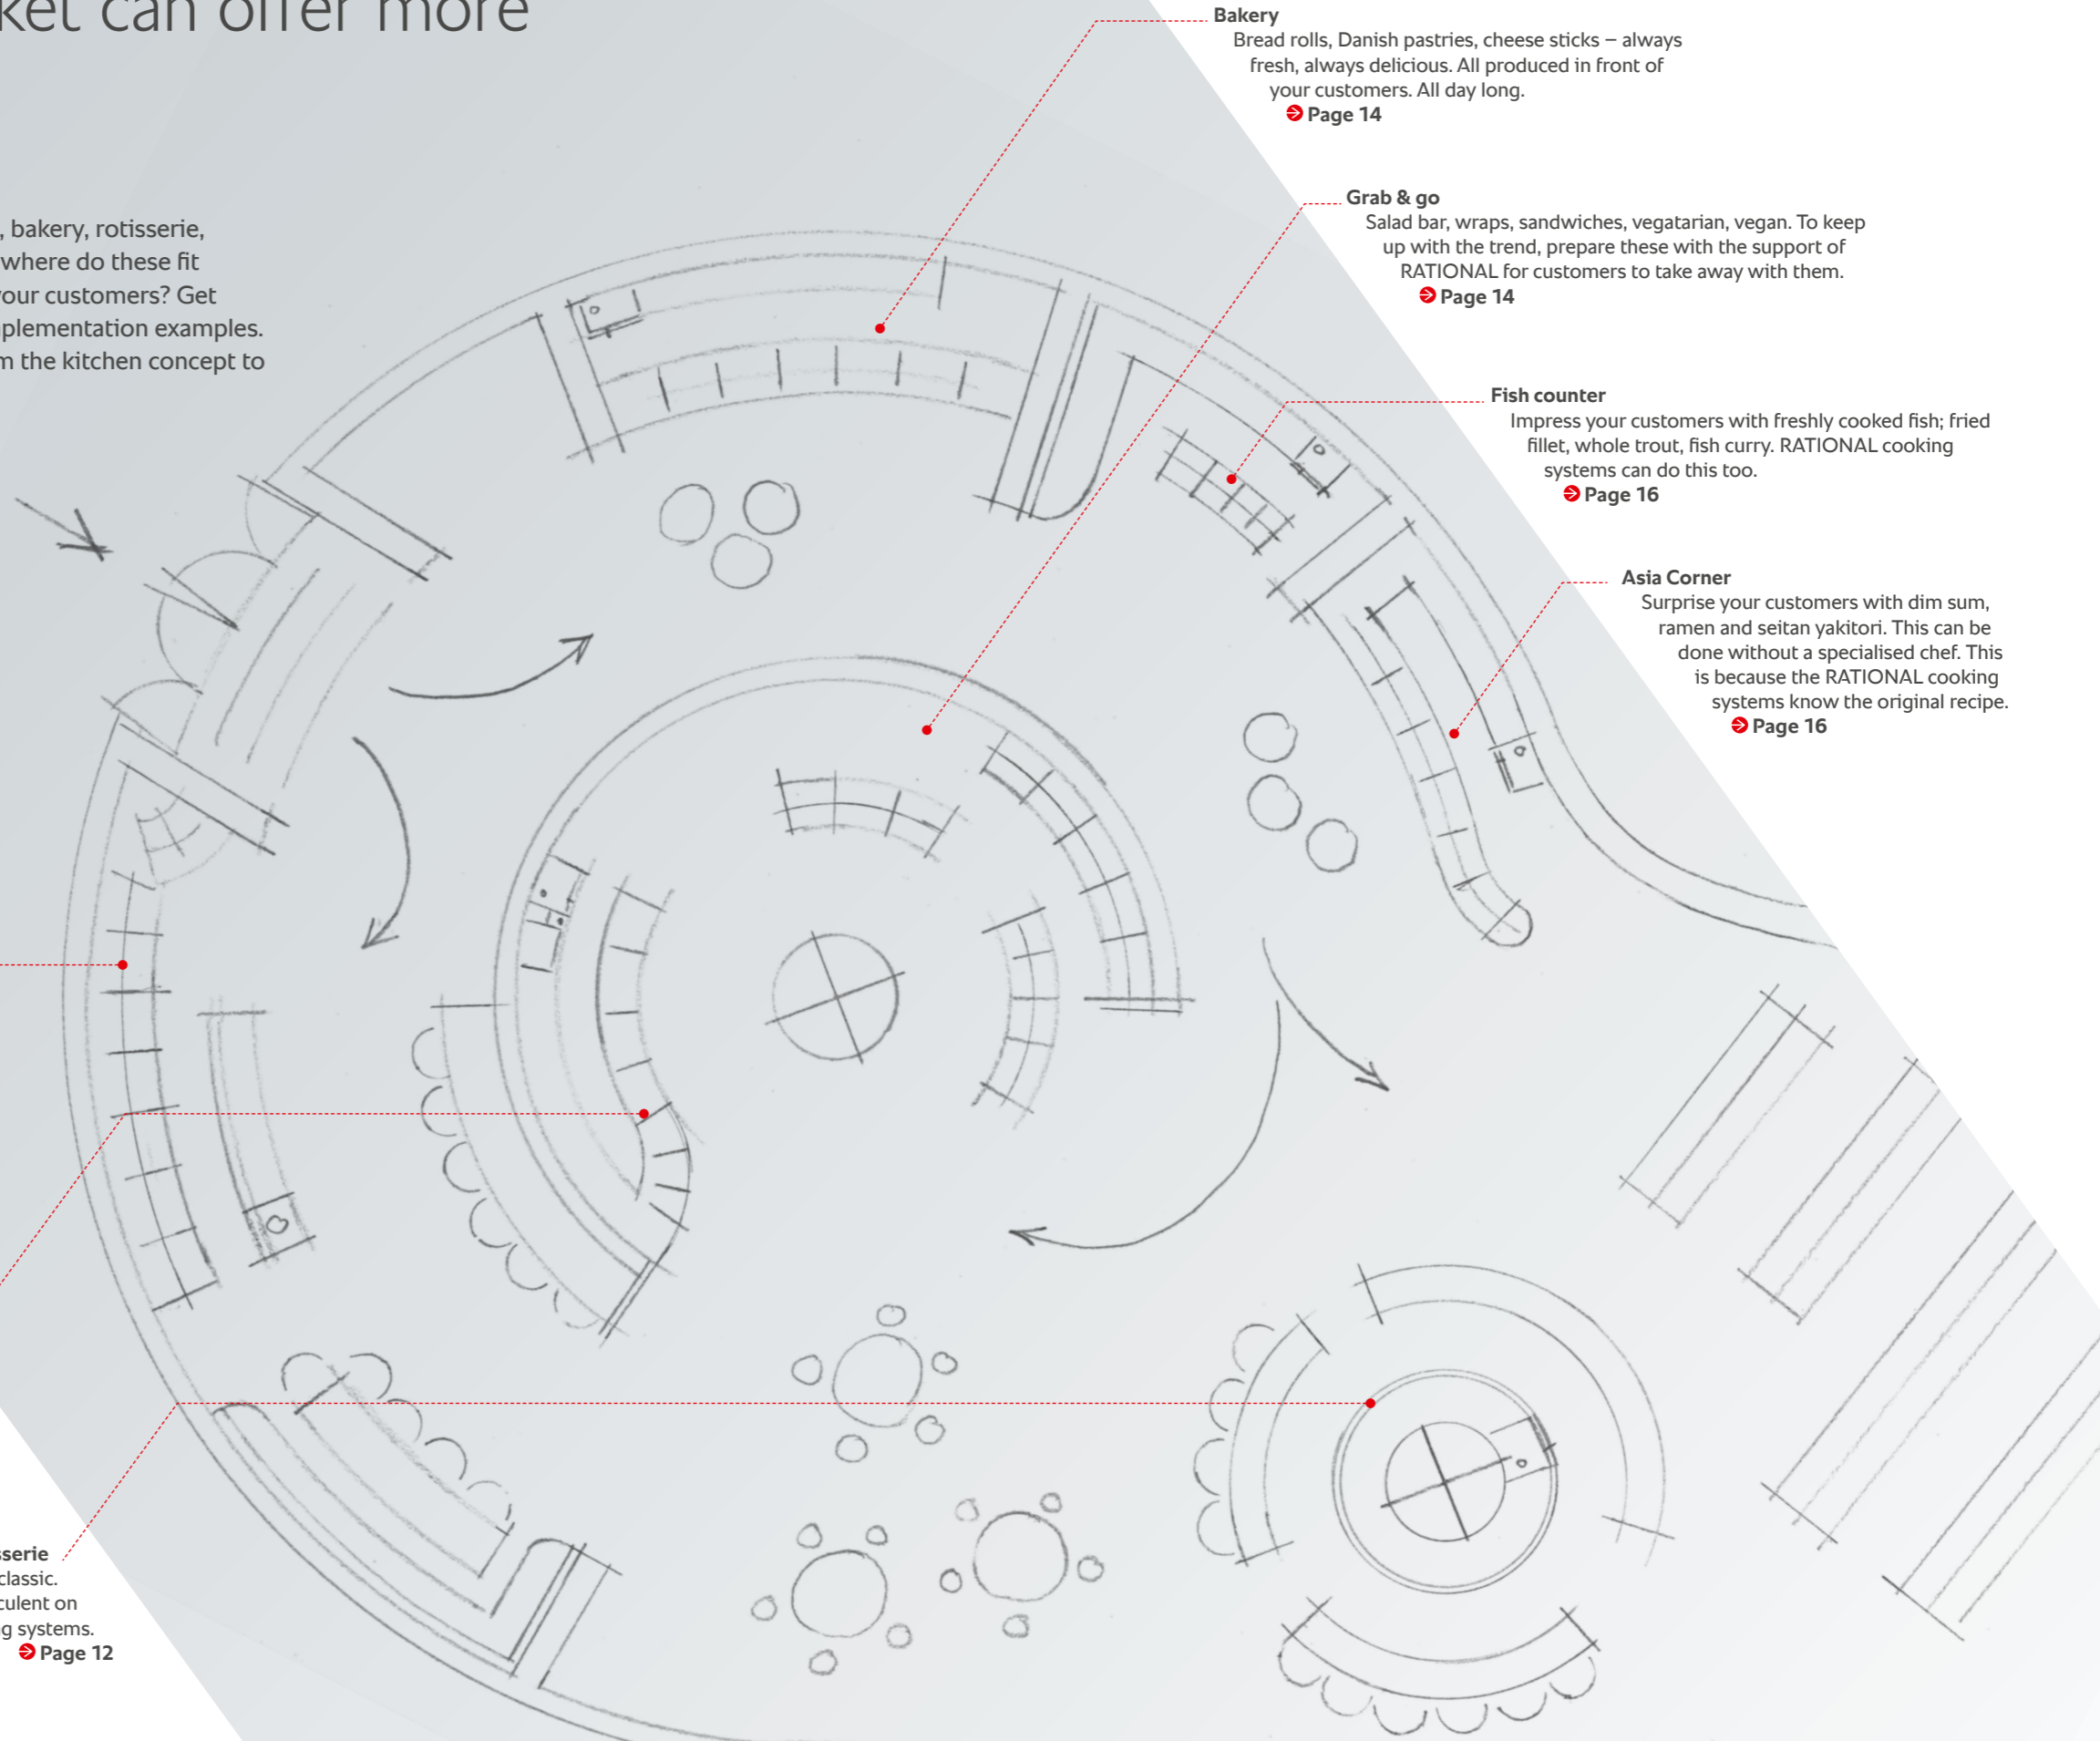 ket can offer more
, bakery, rotisserie,
where do these fit
your customers? Get
plementation examples.
m the kitchen concept to
Bakery
Bread rolls, Danish pastries, cheese sticks – always
fresh, always delicious. All produced in front of
your customers. All day long.
Page 14
Grab & go
Salad bar, wraps, sandwiches, vegatarian, vegan. To keep
up with the trend, prepare these with the support of
RATIONAL for customers to take away with them.
Page 14
Fish counter
Impress your customers with freshly cooked fish; fried
fillet, whole trout, fish curry. RATIONAL cooking
systems can do this too.
Page 16
Asia Corner
Surprise your customers with dim sum,
ramen and seitan yakitori. This can be
done without a specialised chef. This
is because the RATIONAL cooking
systems know the original recipe.
Page 16
sserie
classic.
culent on
g systems.
Page 12